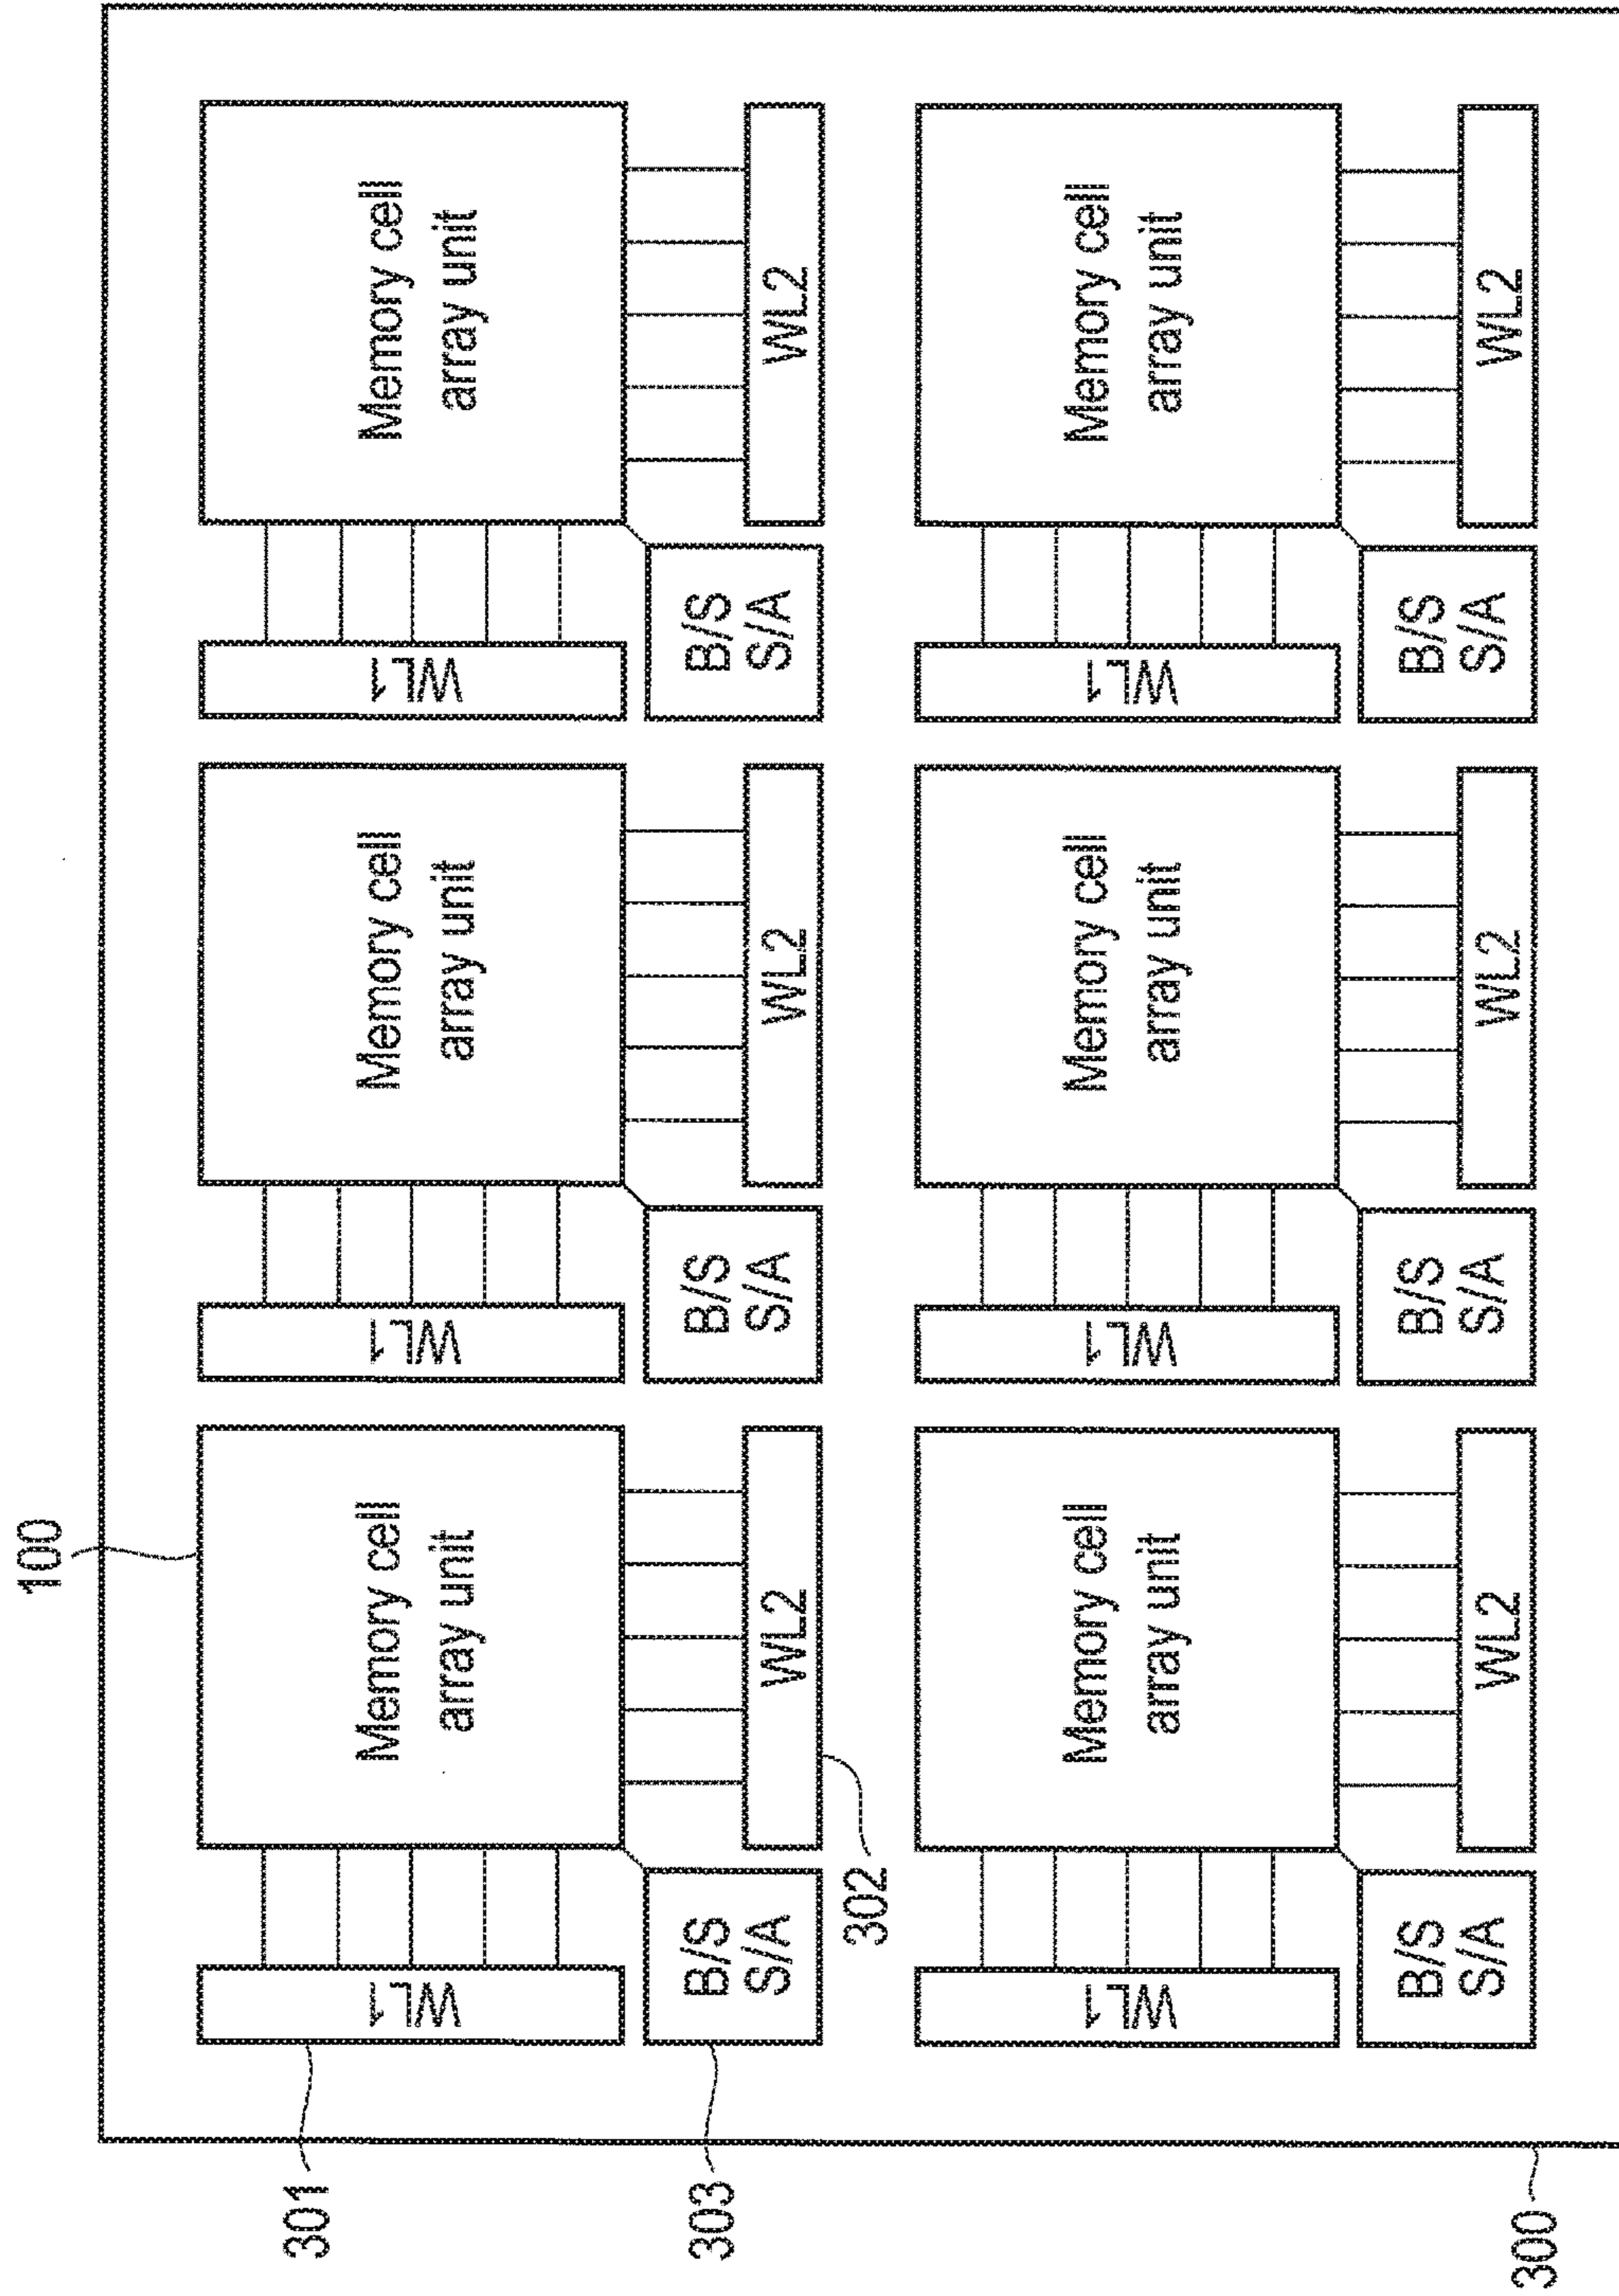 100
301
WL1
Memory cell
array unit
WL1
Memory cell
array unit
WL1
Memory cell
array unit
303
B/S
S/A
WL2
B/S
S/A
WL2
B/S
S/A
WL2
302
WL1
Memory cell
array unit
WL1
Memory cell
array unit
WL1
Memory cell
array unit
B/S
S/A
WL2
B/S
S/A
WL2
B/S
S/A
WL2
300